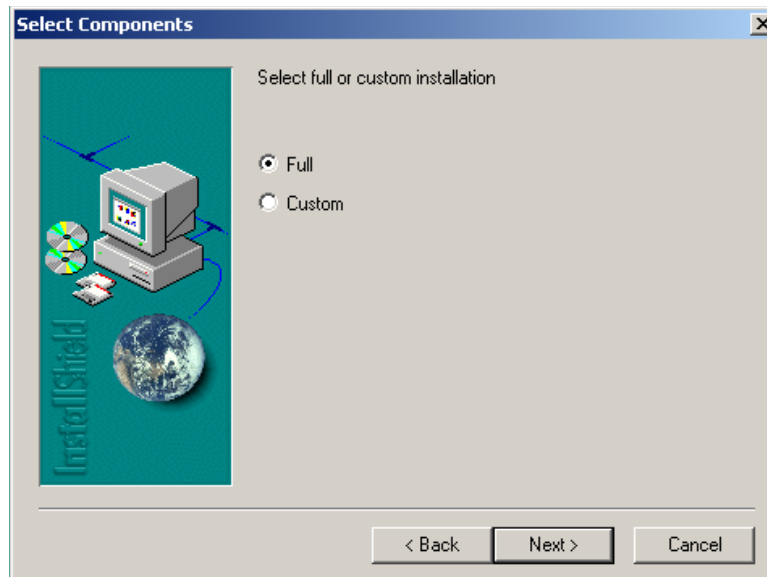 Select Components
Select full or custom installation
Full
Custom
InstallShield
< Back
Next >
Cancel